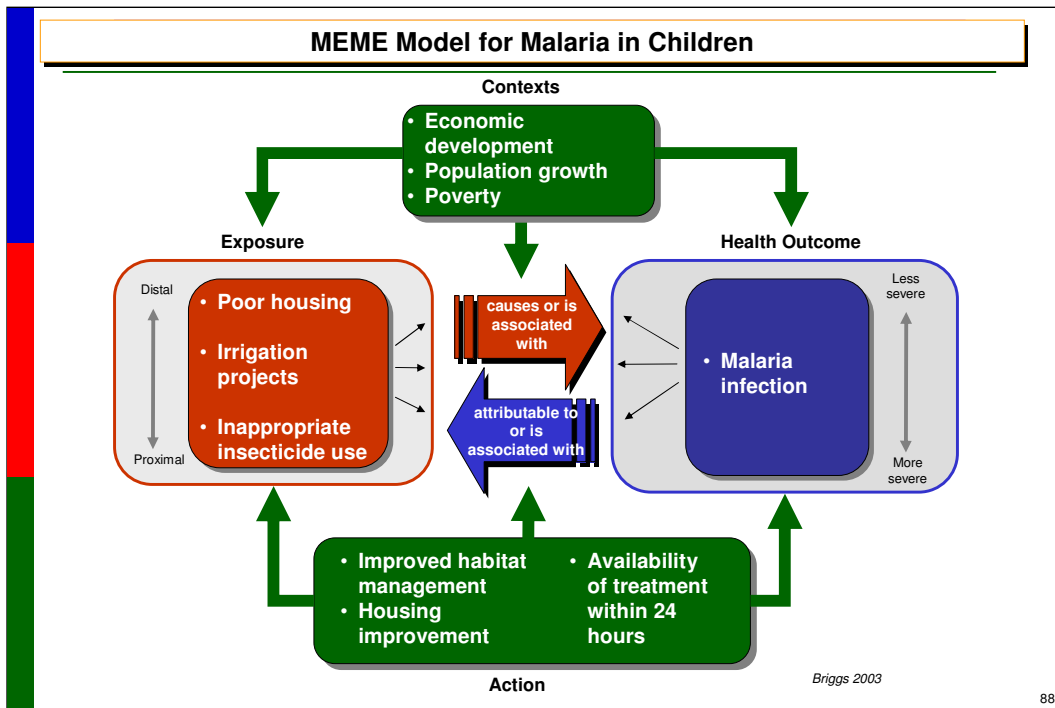 MEME Model for Malaria in Children
Contexts
• Economic
development
• Population growth
• Poverty
Exposure
Health Outcome
Distal
Proximal
• Poor housing
• Irrigation
projects
• Inappropriate
insecticide use
causes or is
associated
with
attributable to
or is
associated with
• Malaria
infection
Less
severe
More
severe
• Improved habitat
management
• Housing
improvement
• Availability
of treatment
within 24
hours
Action
Briggs 2003
88